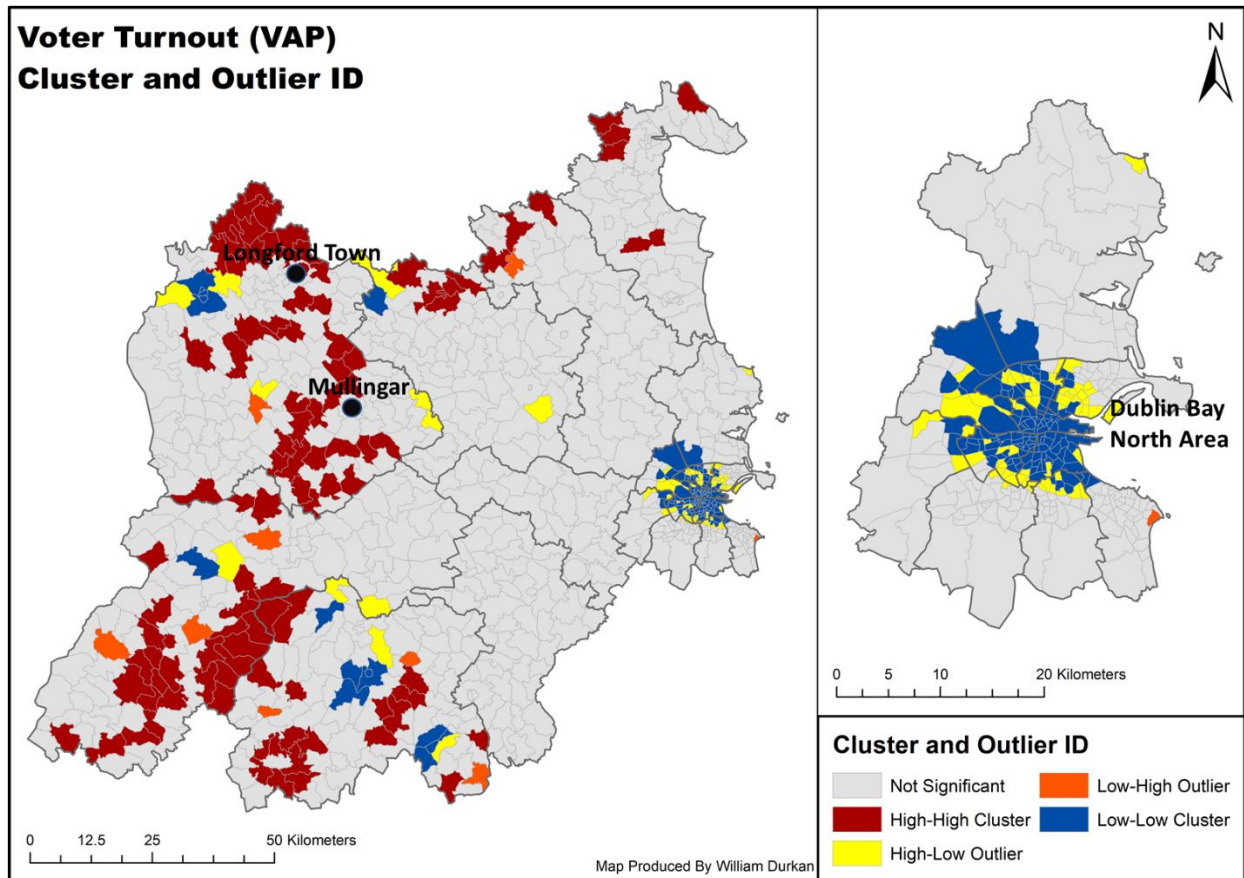 Voter Turnout (VAP)
Cluster and Outlier ID
N
Longford Town
Mullingar
Dublin Bay
North Area
0 12.5 25 50 Kilometers
Map Produced By William Durkan
0 5 10 20 Kilometers
Cluster and Outlier ID
Not Significant
High-High Cluster
High-Low Outlier
Low-High Outlier
Low-Low Cluster